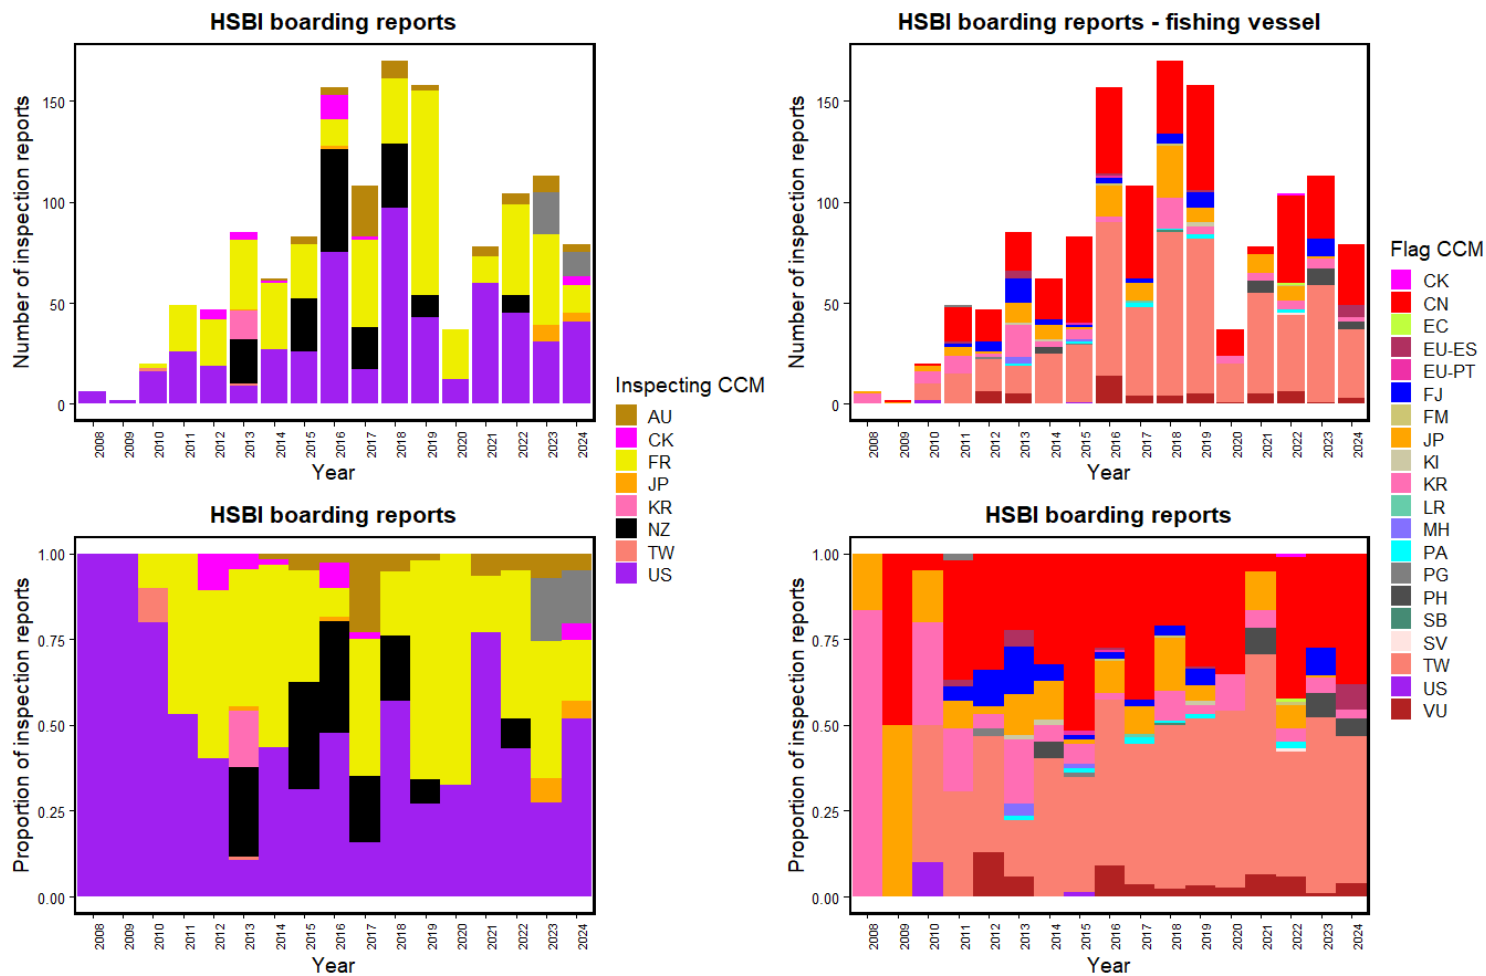 HSBI boarding reports
Number of inspection reports
150
100
50
0
2008 2009 2010 2011 2012 2013 2014 2015 2016 2017 2018 2019 2020 2021 2022 2023 2024
Year
HSBI boarding reports - fishing vessel
Number of inspection reports
150
100
50
0
2008 2009 2010 2011 2012 2013 2014 2015 2016 2017 2018 2019 2020 2021 2022 2023 2024
Year
HSBI boarding reports
Proportion of inspection reports
1.00
0.75
0.50
0.25
0.00
2008 2009 2010 2011 2012 2013 2014 2015 2016 2017 2018 2019 2020 2021 2022 2023 2024
Year
Inspecting CCM
AU
CK
FR
JP
KR
NZ
TW
US
HSBI boarding reports
Proportion of inspection reports
1.00
0.75
0.50
0.25
0.00
2008 2009 2010 2011 2012 2013 2014 2015 2016 2017 2018 2019 2020 2021 2022 2023 2024
Year
Flag CCM
CK
CN
EC
EU-ES
EU-PT
FJ
FM
JP
KI
KR
LR
MH
PA
PG
PH
SB
SV
TW
US
VU